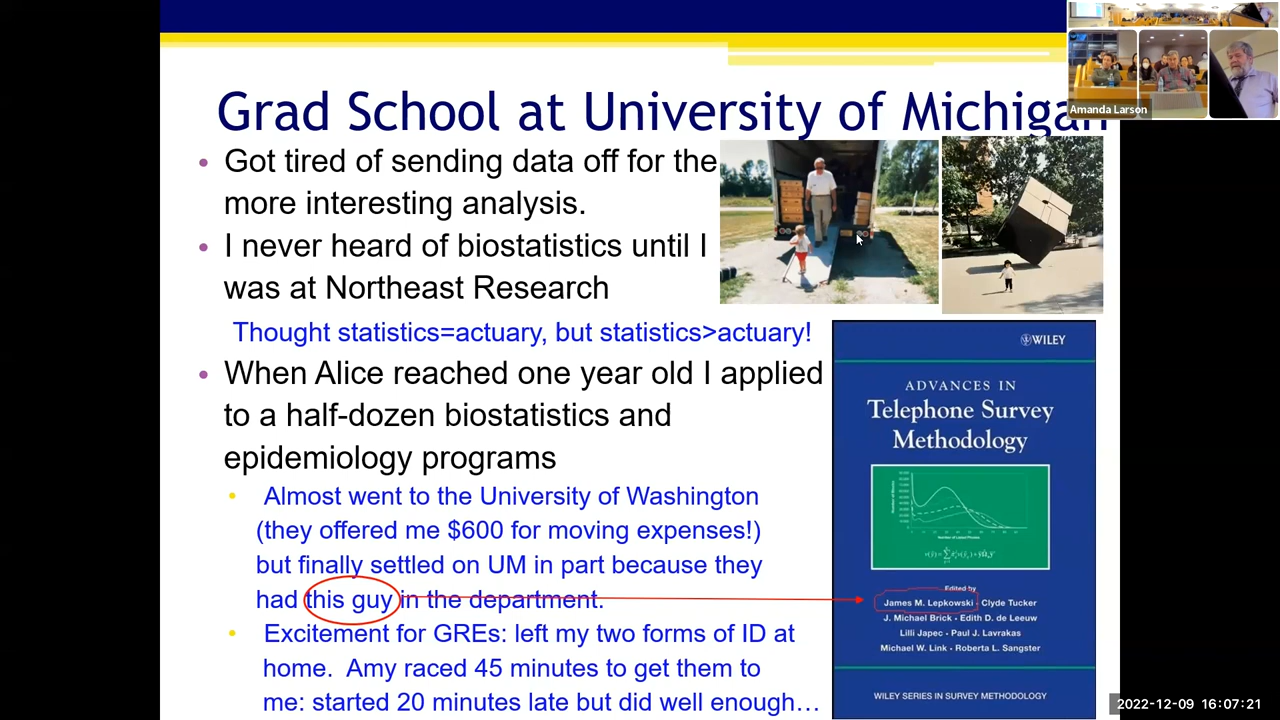 Grad School at University of Michigan
Amanda Larson
• Got tired of sending data off for the
more interesting analysis.
• I never heard of biostatistics until I
was at Northeast Research
Thought statistics=actuary, but statistics>actuary!
• When Alice reached one year old I applied
to a half-dozen biostatistics and
epidemiology programs
• Almost went to the University of Washington
(they offered me $600 for moving expenses!)
but finally settled on UM in part because they
had this guy in the department.
• Excitement for GREs: left my two forms of ID at
home. Amy raced 45 minutes to get them to
me: started 20 minutes late but did well enough…
WILEY
ADVANCES IN
Telephone Survey
Methodology
Edited by
James M. Lepkowski • Clyde Tucker
J. Michael Brick • Edith D. de Leeuw
Lilli Japec • Paul J. Lavrakas
Michael W. Link • Roberta L. Sangster
WILEY SERIES IN SURVEY METHODOLOGY
2022-12-09 16:07:21